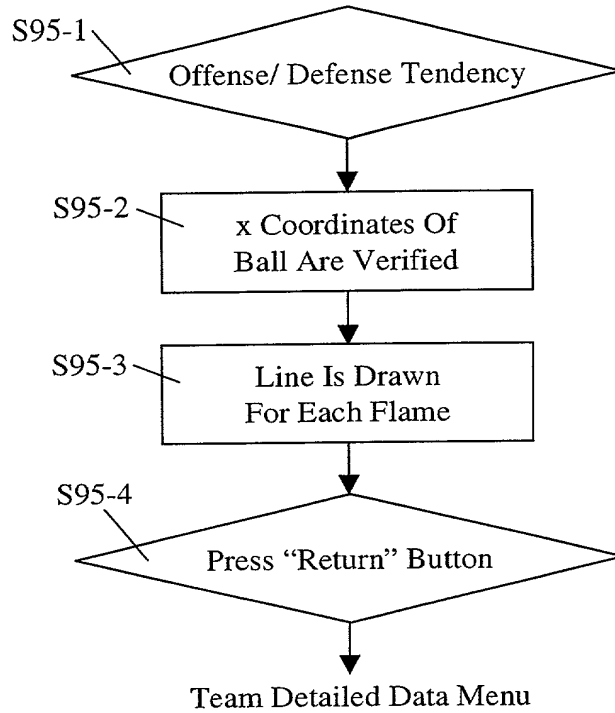 S95-1
Offense/ Defense Tendency
S95-2
x Coordinates Of
Ball Are Verified
S95-3
Line Is Drawn
For Each Flame
S95-4
Press “Return” Button
Team Detailed Data Menu